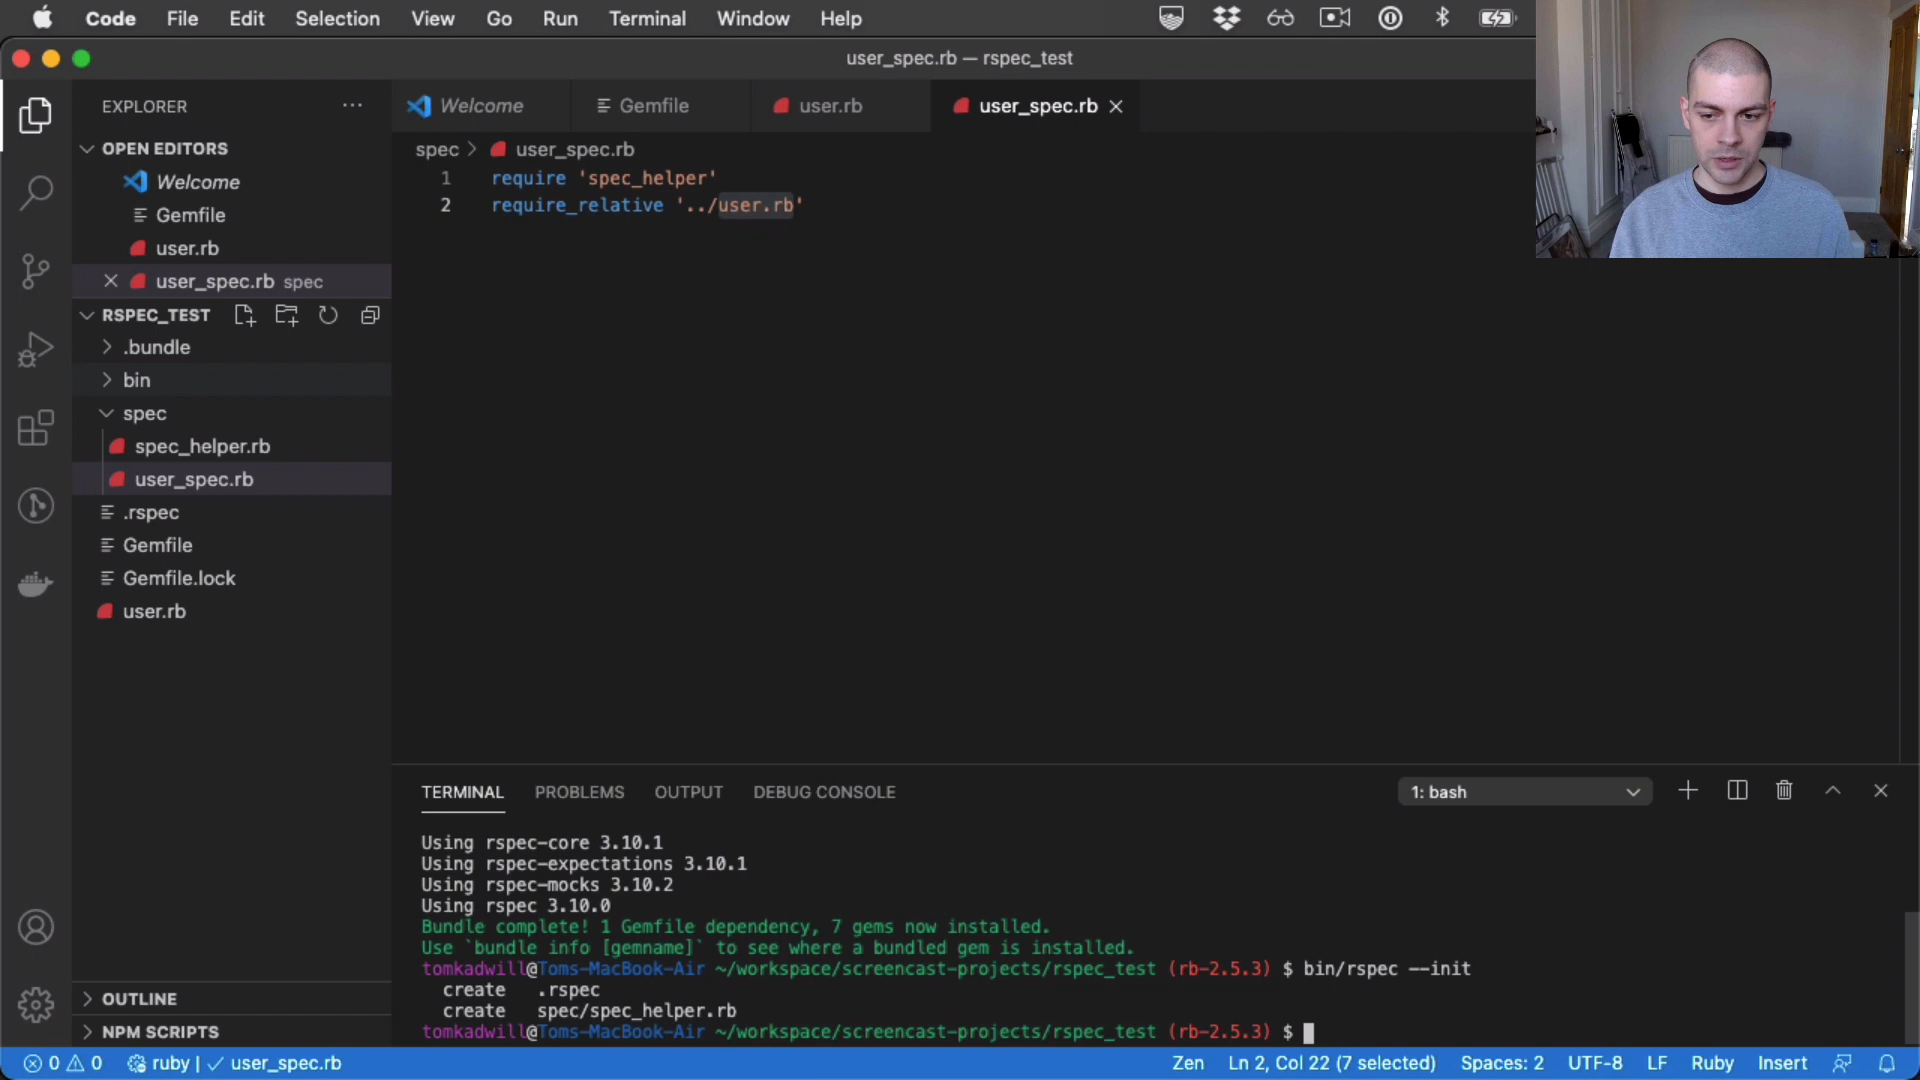 Code File Edit Selection View Go Run Terminal Window Help
user_spec.rb — rspec_test
EXPLORER
OPEN EDITORS
Welcome
Gemfile
user.rb
user_spec.rb spec
RSPEC_TEST
.bundle
bin
spec
spec_helper.rb
user_spec.rb
.rspec
Gemfile
Gemfile.lock
user.rb
OUTLINE
NPM SCRIPTS
Welcome Gemfile user.rb user_spec.rb
spec > user_spec.rb
1 require 'spec_helper'
2 require_relative '../user.rb'
TERMINAL PROBLEMS OUTPUT DEBUG CONSOLE 1: bash
Using rspec-core 3.10.1
Using rspec-expectations 3.10.1
Using rspec-mocks 3.10.2
Using rspec 3.10.0
Bundle complete! 1 Gemfile dependency, 7 gems now installed.
Use `bundle info [gemname]` to see where a bundled gem is installed.
tomkadwill@Toms-MacBook-Air ~/workspace/screencast-projects/rspec_test (rb-2.5.3) $ bin/rspec --init
create .rspec
create spec/spec_helper.rb
tomkadwill@Toms-MacBook-Air ~/workspace/screencast-projects/rspec_test (rb-2.5.3) $
0 0 ruby | ✓ user_spec.rb Zen Ln 2, Col 22 (7 selected) Spaces: 2 UTF-8 LF Ruby Insert